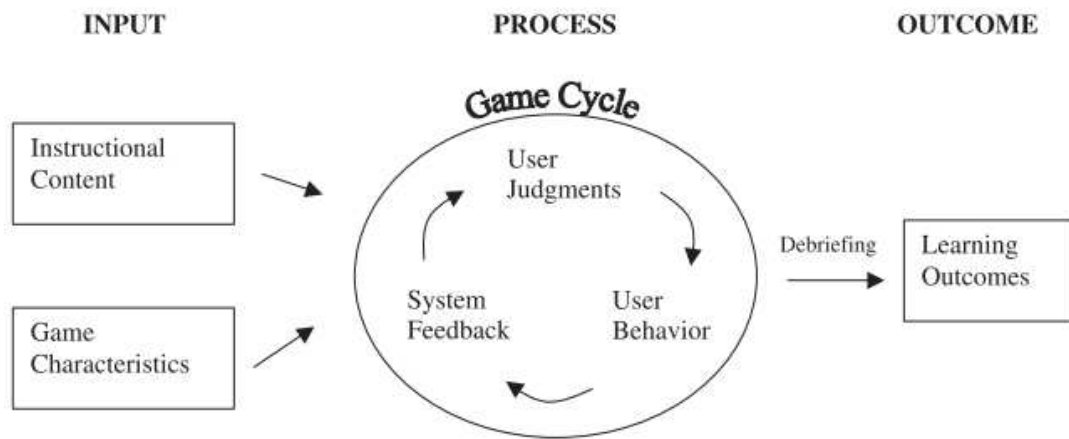 INPUT
PROCESS
OUTCOME
Game Cycle
Instructional
Content
Game
Characteristics
User
Judgments
User
Behavior
System
Feedback
Debriefing
Learning
Outcomes